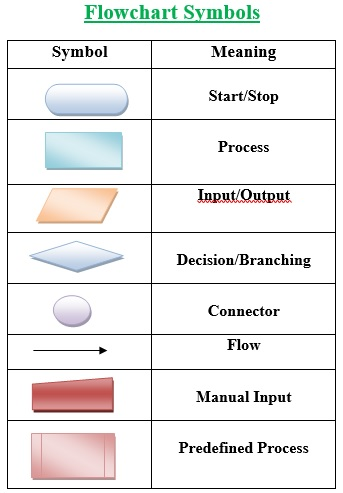 Flowchart Symbols
Symbol Meaning
Start/Stop
Process
Input/Output
Decision/Branching
Connector
Flow
Manual Input
Predefined Process